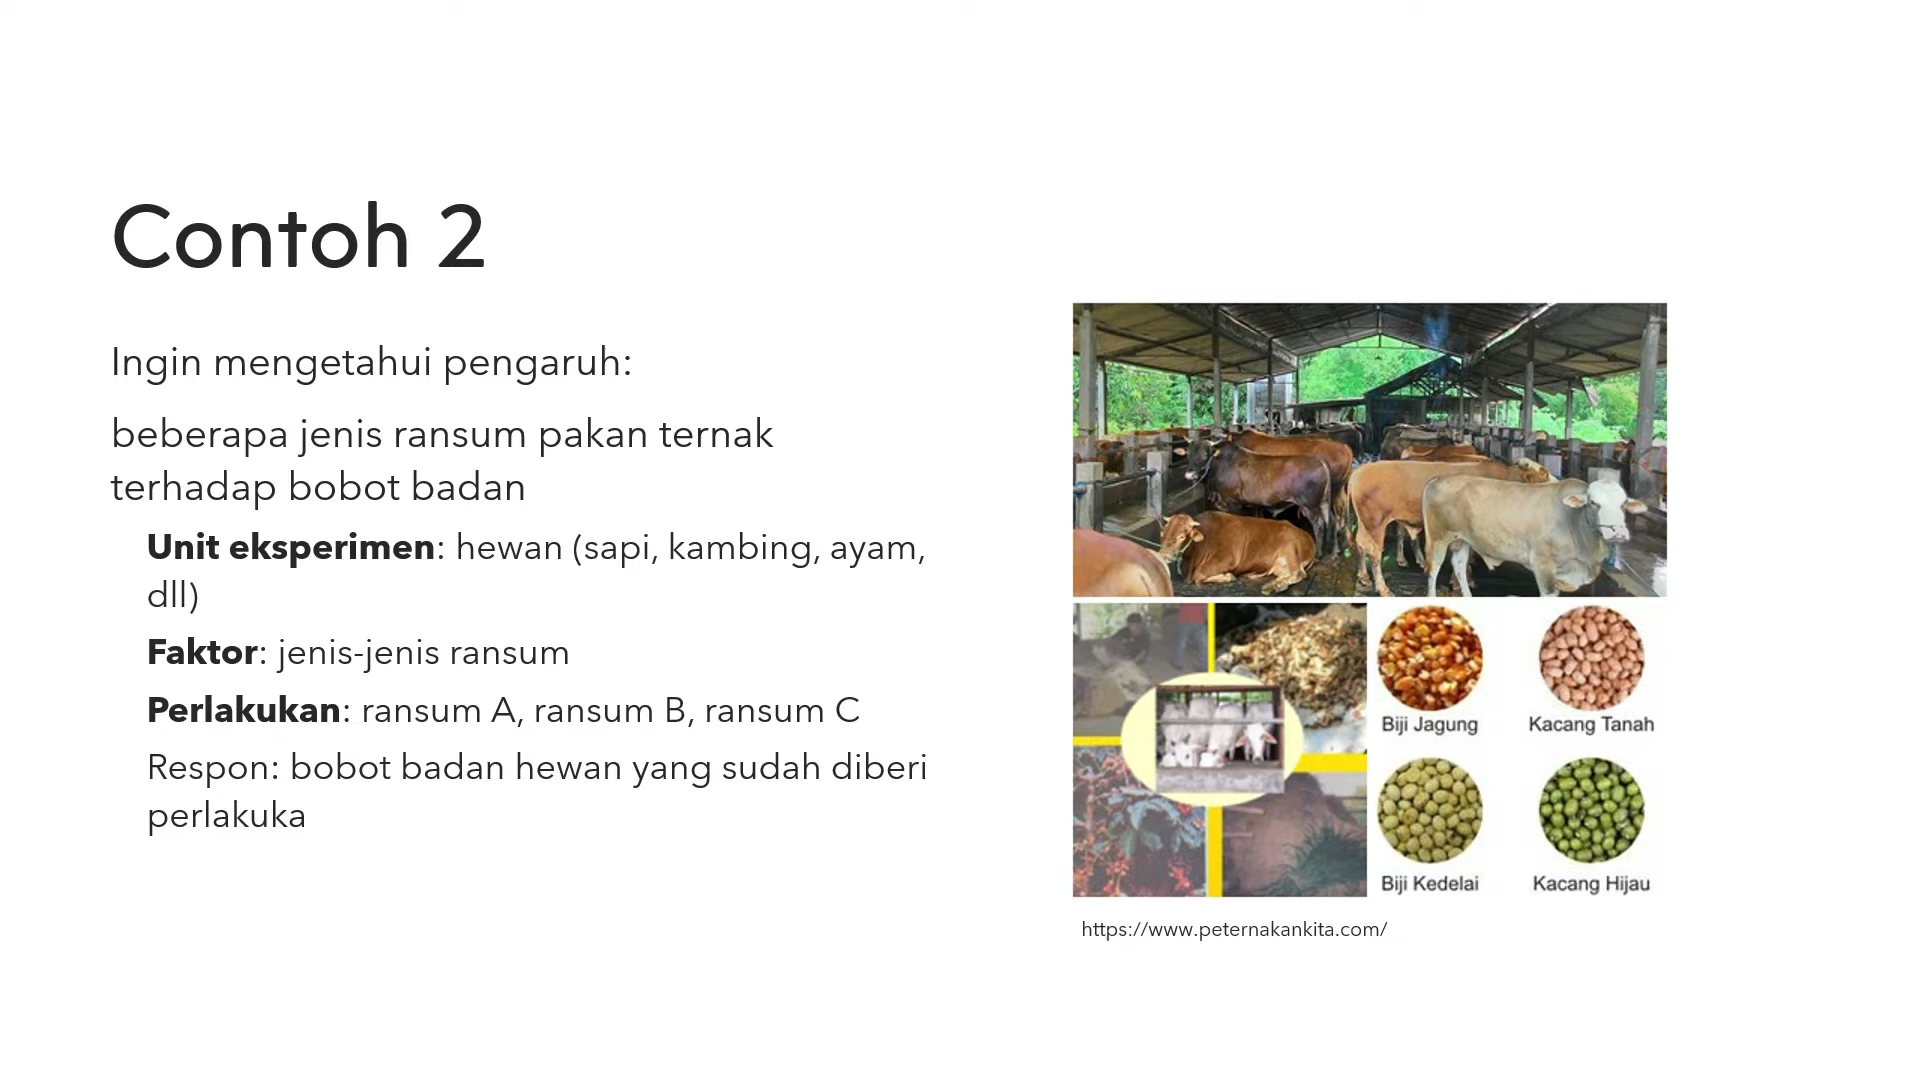 Contoh 2
Ingin mengetahui pengaruh:
beberapa jenis ransum pakan ternak
terhadap bobot badan
Unit eksperimen: hewan (sapi, kambing, ayam,
dll)
Faktor: jenis-jenis ransum
Perlakukan: ransum A, ransum B, ransum C
Respon: bobot badan hewan yang sudah diberi
perlakuka
Biji Jagung
Kacang Tanah
Biji Kedelai
Kacang Hijau
https://www.peternakankita.com/